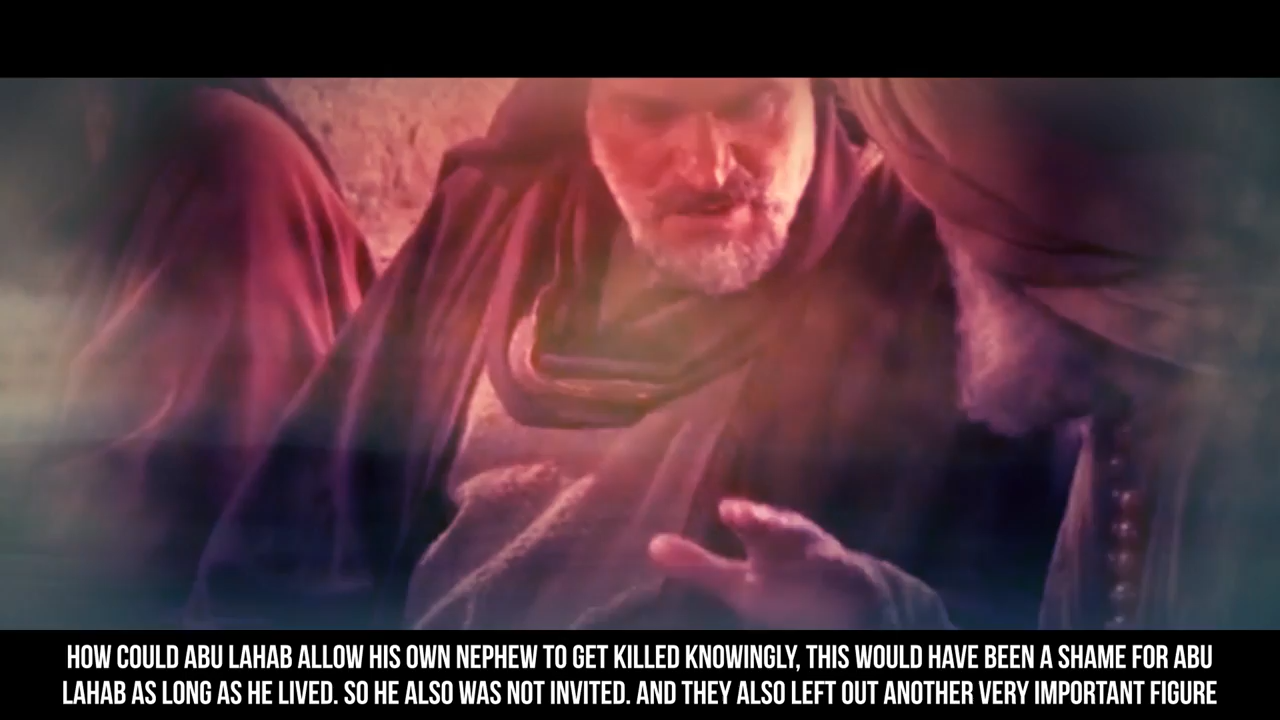 HOW COULD ABU LAHAB ALLOW HIS OWN NEPHEW TO GET KILLED KNOWINGLY, THIS WOULD HAVE BEEN A SHAME FOR ABU
LAHAB AS LONG AS HE LIVED. SO HE ALSO WAS NOT INVITED. AND THEY ALSO LEFT OUT ANOTHER VERY IMPORTANT FIGURE